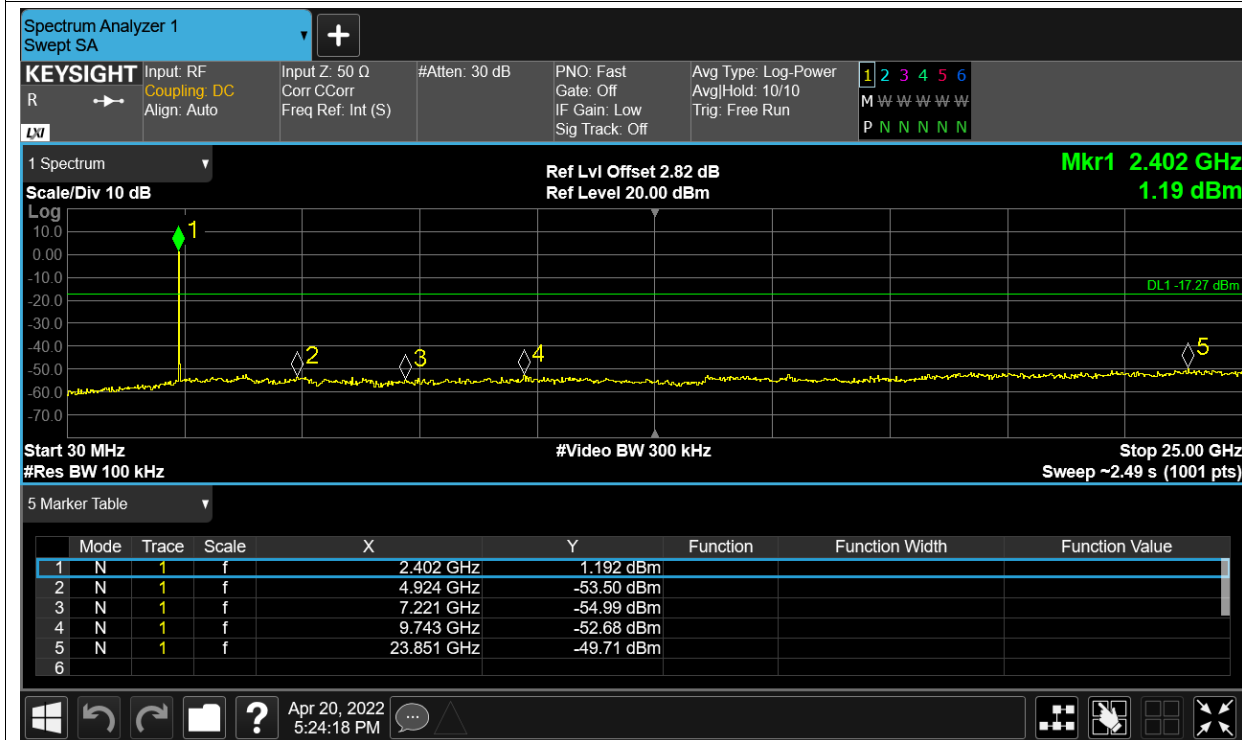 Spectrum Analyzer 1
Swept SA
+
KEYSIGHT
R
LXI
Input: RF
Coupling: DC
Align: Auto
Input Z: 50 Ω
Corr CCorr
Freq Ref: Int (S)
#Atten: 30 dB
PNO: Fast
Gate: Off
IF Gain: Low
Sig Track: Off
Avg Type: Log-Power
Avg|Hold: 10/10
Trig: Free Run
1 2 3 4 5 6
M W W W W W
P N N N N N
1 Spectrum
Scale/Div 10 dB
Ref Lvl Offset 2.82 dB
Ref Level 20.00 dBm
Mkr1 2.402 GHz
1.19 dBm
Log
10.0
0.00
-10.0
-20.0
-30.0
-40.0
-50.0
-60.0
-70.0
1
2
3
4
5
DL1 -17.27 dBm
Start 30 MHz
#Video BW 300 kHz
Stop 25.00 GHz
#Res BW 100 kHz
Sweep ~2.49 s (1001 pts)
5 Marker Table
Mode Trace Scale X Y Function Function Width Function Value
1 N 1 f 2.402 GHz 1.192 dBm
2 N 1 f 4.924 GHz -53.50 dBm
3 N 1 f 7.221 GHz -54.99 dBm
4 N 1 f 9.743 GHz -52.68 dBm
5 N 1 f 23.851 GHz -49.71 dBm
6
?
Apr 20, 2022
5:24:18 PM